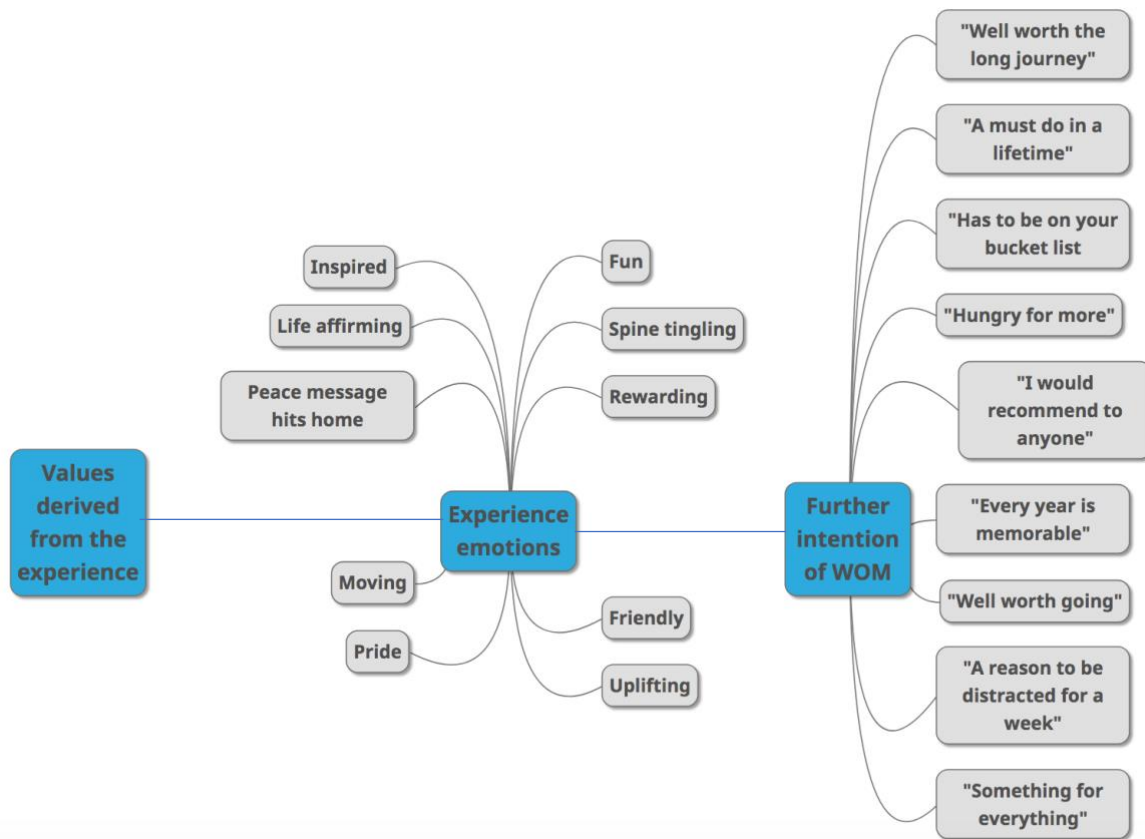 Values
derived
from the
experience
Inspired
Life affirming
Peace message
hits home
Moving
Pride
Experience
emotions
Fun
Spine tingling
Rewarding
Friendly
Uplifting
Further
intention
of WOM
"Well worth the
long journey"
"A must do in a
lifetime"
"Has to be on your
bucket list
"Hungry for more"
"I would
recommend to
anyone"
"Every year is
memorable"
"Well worth going"
"A reason to be
distracted for a
week"
"Something for
everything"